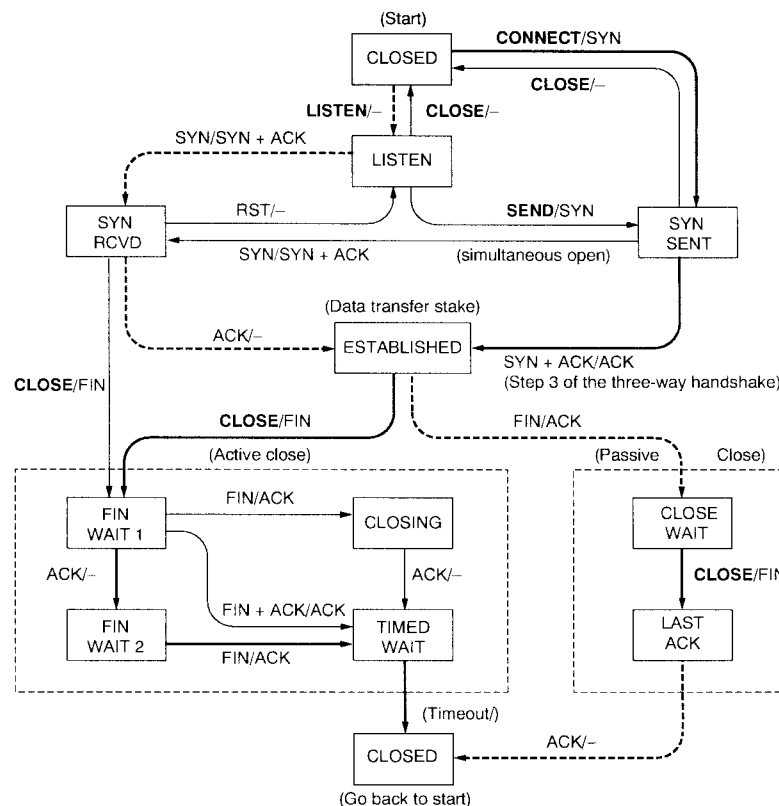 (Start)
CLOSED
CONNECT/SYN
CLOSE/–
LISTEN/–
CLOSE/–
SYN/SYN + ACK
LISTEN
SYN
RCVD
RST/–
SEND/SYN
SYN
SENT
SYN/SYN + ACK
(simultaneous open)
(Data transfer stake)
ACK/–
ESTABLISHED
SYN + ACK/ACK
(Step 3 of the three-way handshake)
CLOSE/FIN
CLOSE/FIN
FIN/ACK
(Active close)
(Passive
Close)
FIN
WAIT 1
FIN/ACK
CLOSING
CLOSE
WAIT
ACK/–
ACK/–
CLOSE/FIN
FIN + ACK/ACK
FIN
WAIT 2
FIN/ACK
TIMED
WAIT
LAST
ACK
(Timeout/)
CLOSED
ACK/–
(Go back to start)